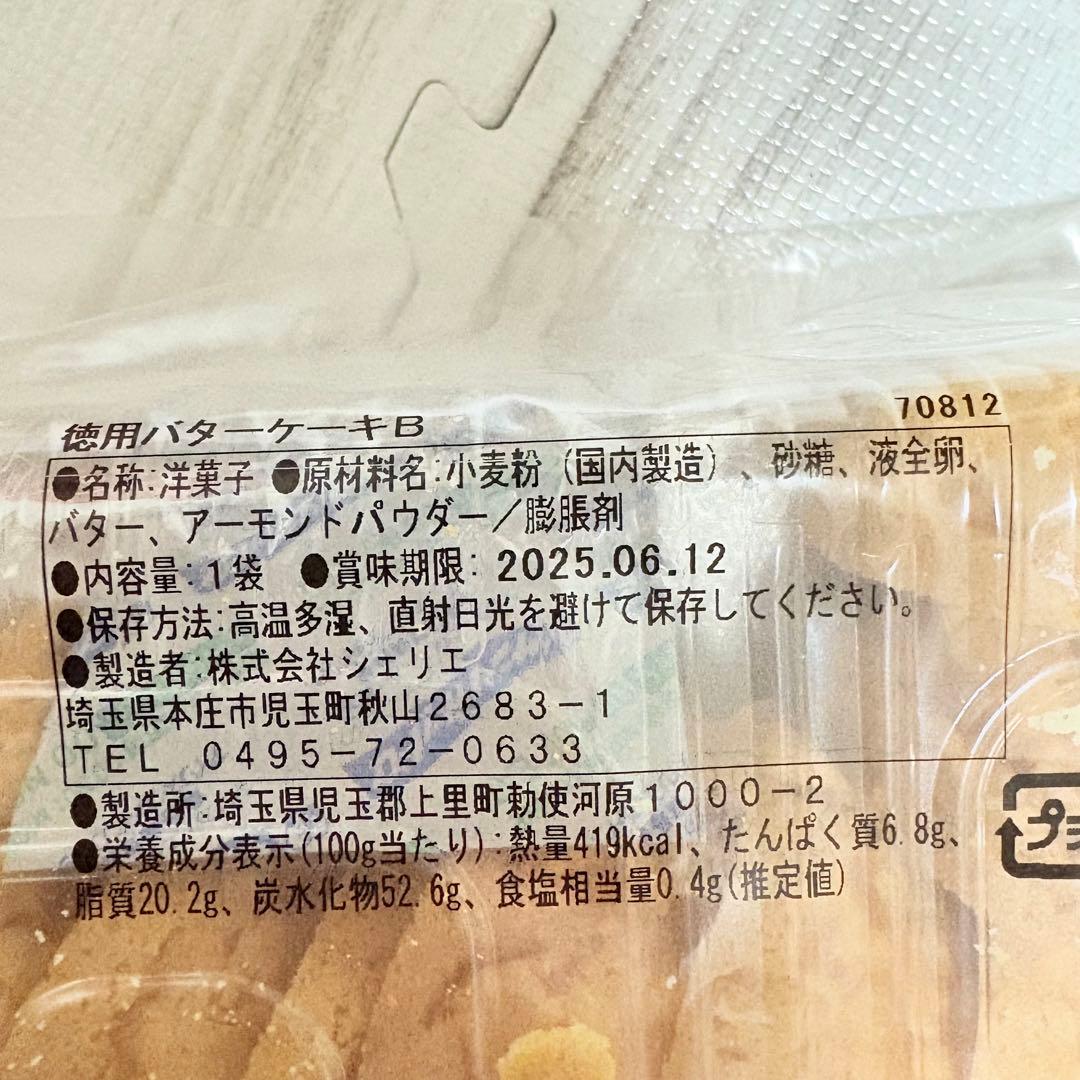 70812
徳用バターケーキB
●名称:洋菓子 ●原材料名:小麦粉（国内製造）、砂糖、液全卵、
バター、アーモンドパウダー／膨脹剤
●内容量:1袋 ●賞味期限: 2025.06.12
●保存方法:高温多湿、直射日光を避けて保存してください。
●製造者:株式会社シェリエ
埼玉県本庄市児玉町秋山2683-1
TEL 0495-72-0633
●製造所:埼玉県児玉郡上里町勅使河原1000-2
●栄養成分表示(100g当たり):熱量419kcal、たんぱく質6.8g、
脂質20.2g、炭水化物52.6g、食塩相当量0.4g(推定値)
プラ